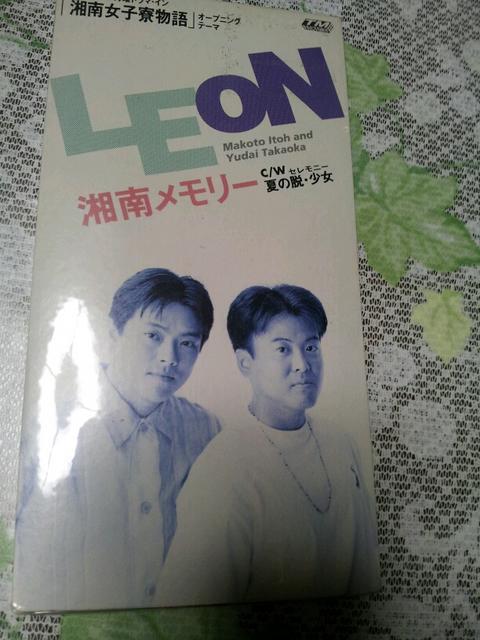 「湘南女子寮物語」オープニング
テーマ
LEON
Makoto Itoh and
Yudai Takaoka
湘南メモリー
C/W セレモニー
夏の脱・少女